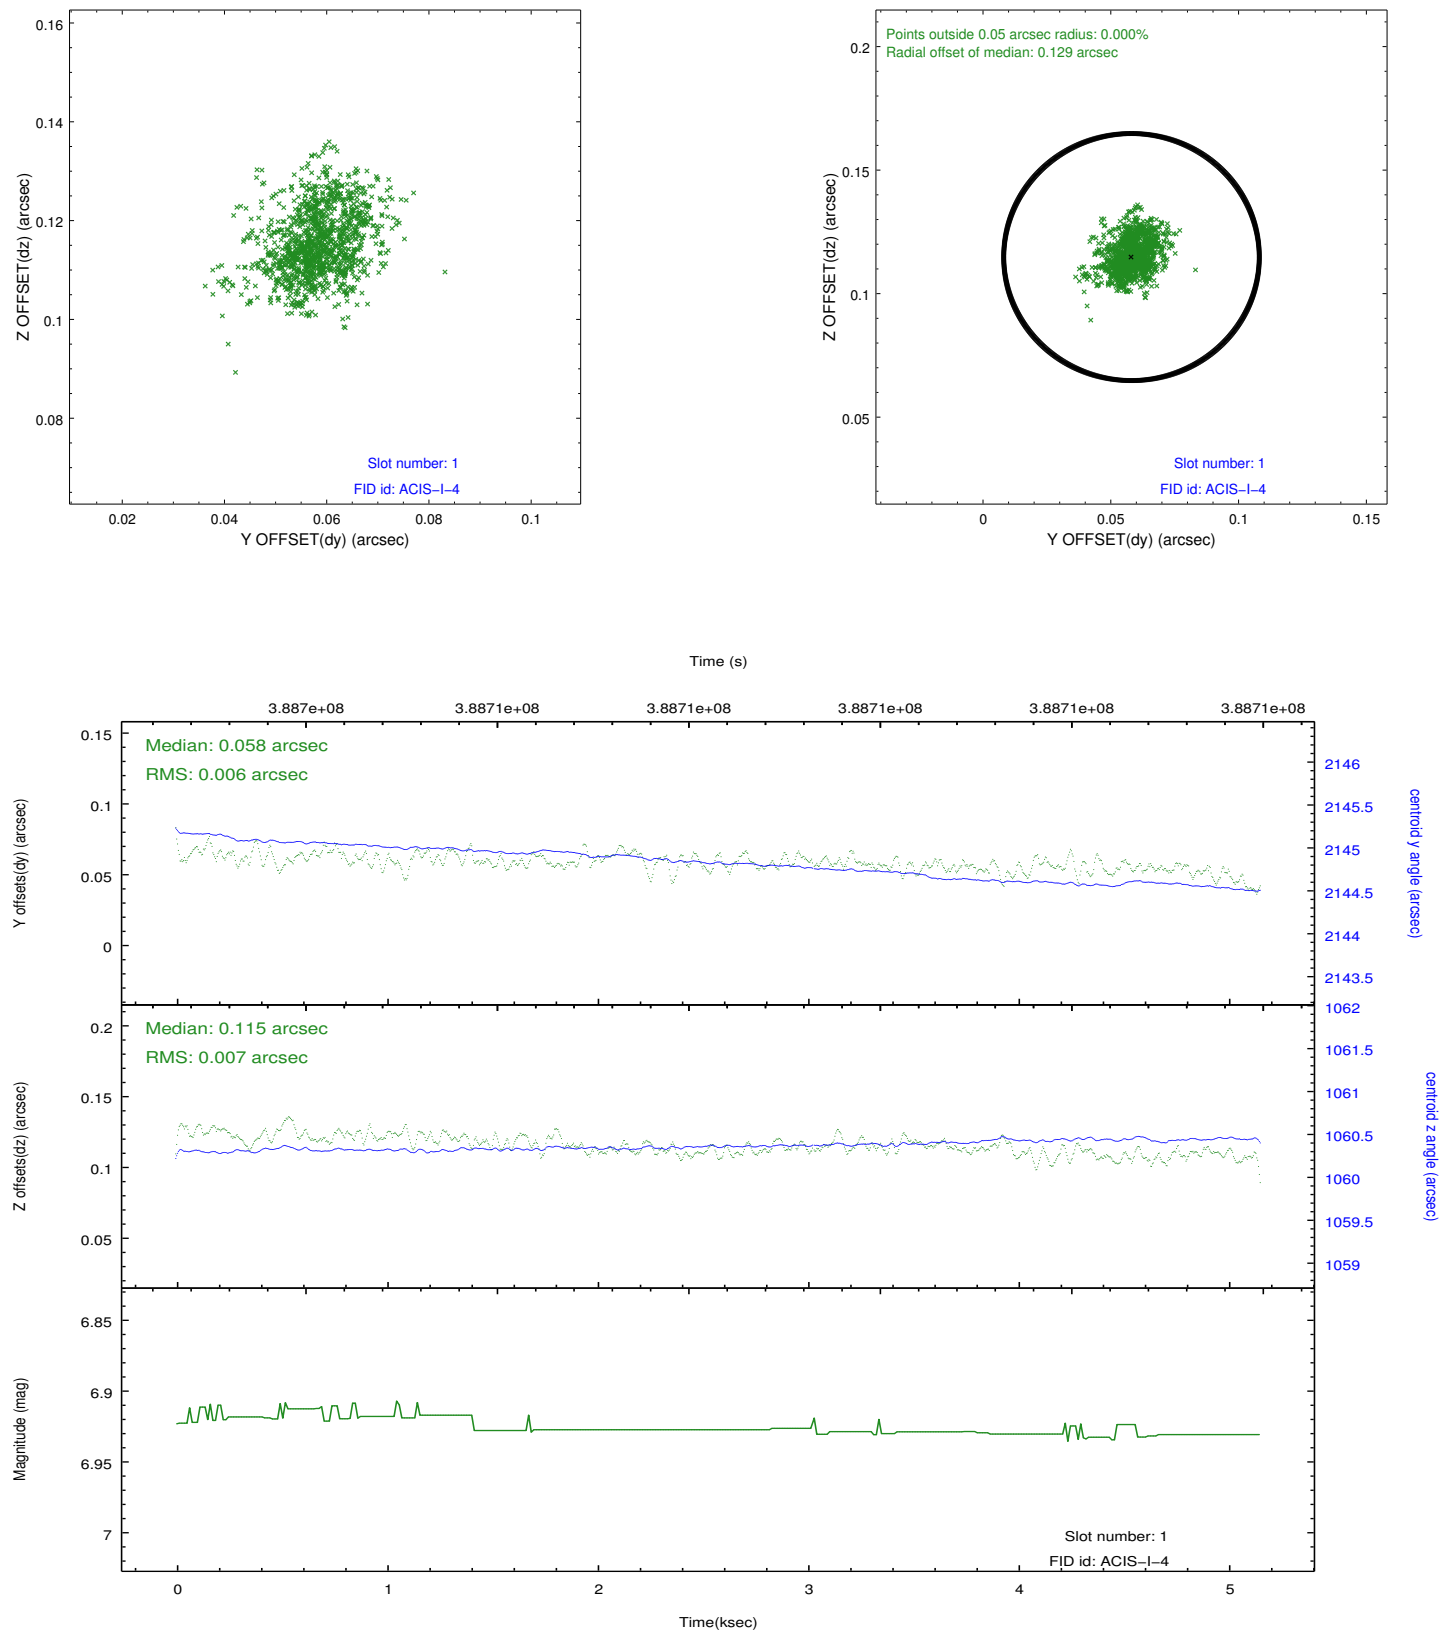 0.16
0.14
0.12
0.1
0.08
Z OFFSET(dz) (arcsec)
Slot number: 1
FID id: ACIS−I−4
0.02 0.04 0.06 0.08 0.1
Y OFFSET(dy) (arcsec)
Points outside 0.05 arcsec radius: 0.000%
Radial offset of median: 0.129 arcsec
0.2
0.15
0.1
0.05
Z OFFSET(dz) (arcsec)
Slot number: 1
FID id: ACIS−I−4
0 0.05 0.1 0.15
Y OFFSET(dy) (arcsec)
Time (s)
3.887e+08 3.8871e+08 3.8871e+08 3.8871e+08 3.8871e+08 3.8871e+08
Median: 0.058 arcsec
RMS: 0.006 arcsec
0.15
0.1
0.05
0
Y offsets(dy) (arcsec)
2146
2145.5
2145
2144.5
2144
2143.5
centroid y angle (arcsec)
Median: 0.115 arcsec
RMS: 0.007 arcsec
0.2
0.15
0.1
0.05
Z offsets(dz) (arcsec)
1062
1061.5
1061
1060.5
1060
1059.5
1059
centroid z angle (arcsec)
6.85
6.9
6.95
7
Magnitude (mag)
Slot number: 1
FID id: ACIS−I−4
0 1 2 3 4 5
Time(ksec)